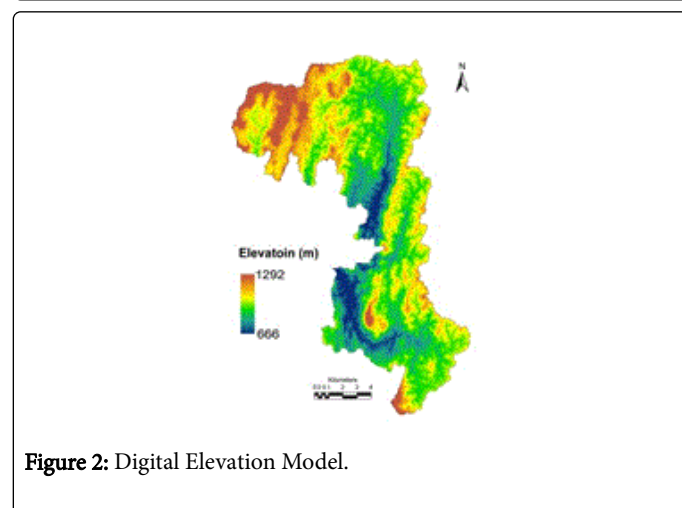 N
Elevatoin (m)
1292
666
Kilometers
Figure 2: Digital Elevation Model.